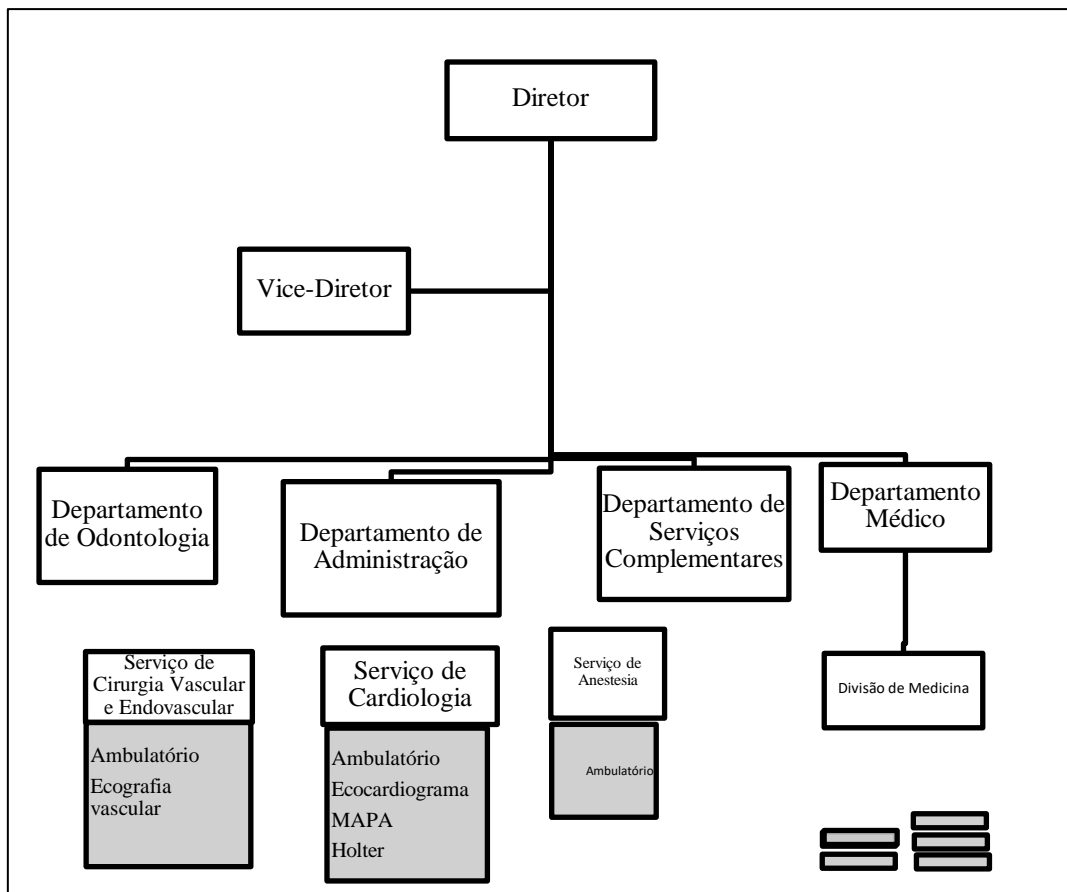 Diretor
Vice-Diretor
Departamento
de Odontologia
Departamento de
Administração
Departamento de
Serviços
Complementares
Departamento
Médico
Serviço de
Cirurgia Vascular
e Endovascular
Ambulatório
Ecografia
vascular
Serviço de
Cardiologia
Ambulatório
Ecocardiograma
MAPA
Holter
Serviço de
Anestesia
Ambulatório
Divisão de Medicina